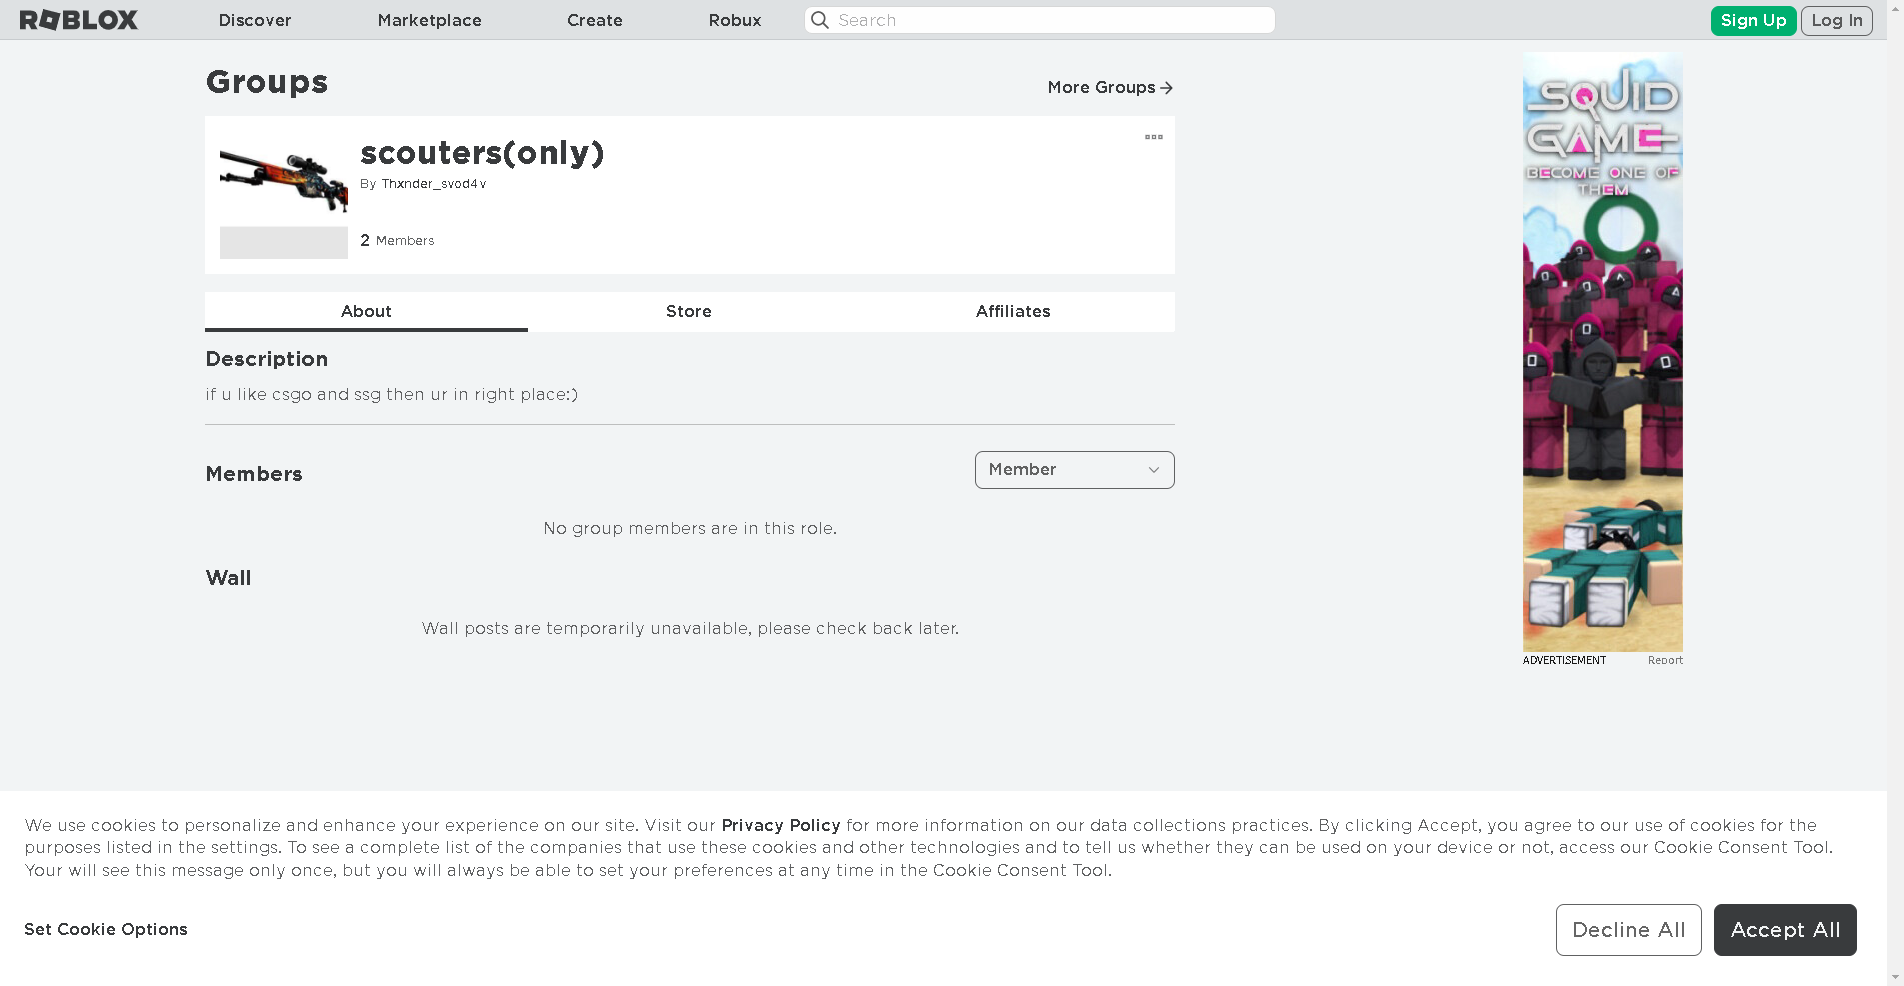 ROBLOX
Discover
Marketplace
Create
Robux
Search
Sign Up
Log In
Groups
More Groups
scouters(only)
By Thxnder_svod4v
2 Members
About
Store
Affiliates
Description
if u like csgo and ssg then ur in right place:)
Members
Member
No group members are in this role.
Wall
Wall posts are temporarily unavailable, please check back later.
SQUID
GAME
BECOME ONE OF
THEM
ADVERTISEMENT
Report
We use cookies to personalize and enhance your experience on our site. Visit our Privacy Policy for more information on our data collections practices. By clicking Accept, you agree to our use of cookies for the
purposes listed in the settings. To see a complete list of the companies that use these cookies and other technologies and to tell us whether they can be used on your device or not, access our Cookie Consent Tool.
Your will see this message only once, but you will always be able to set your preferences at any time in the Cookie Consent Tool.
Set Cookie Options
Decline All
Accept All